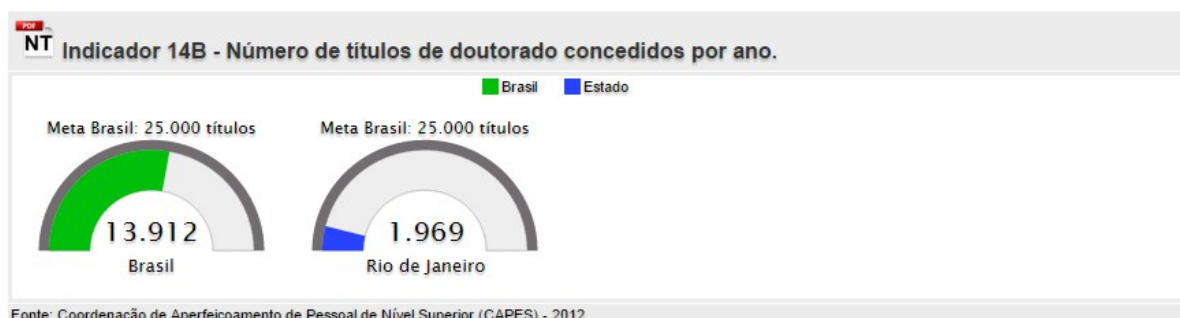 PDF
NT
Indicador 14B - Número de títulos de doutorado concedidos por ano.
Brasil Estado
Meta Brasil: 25.000 títulos Meta Brasil: 25.000 títulos
13.912 1.969
Brasil Rio de Janeiro
Fonte: Coordenação de Aperfeiçoamento de Pessoal de Nível Superior (CAPES) - 2012